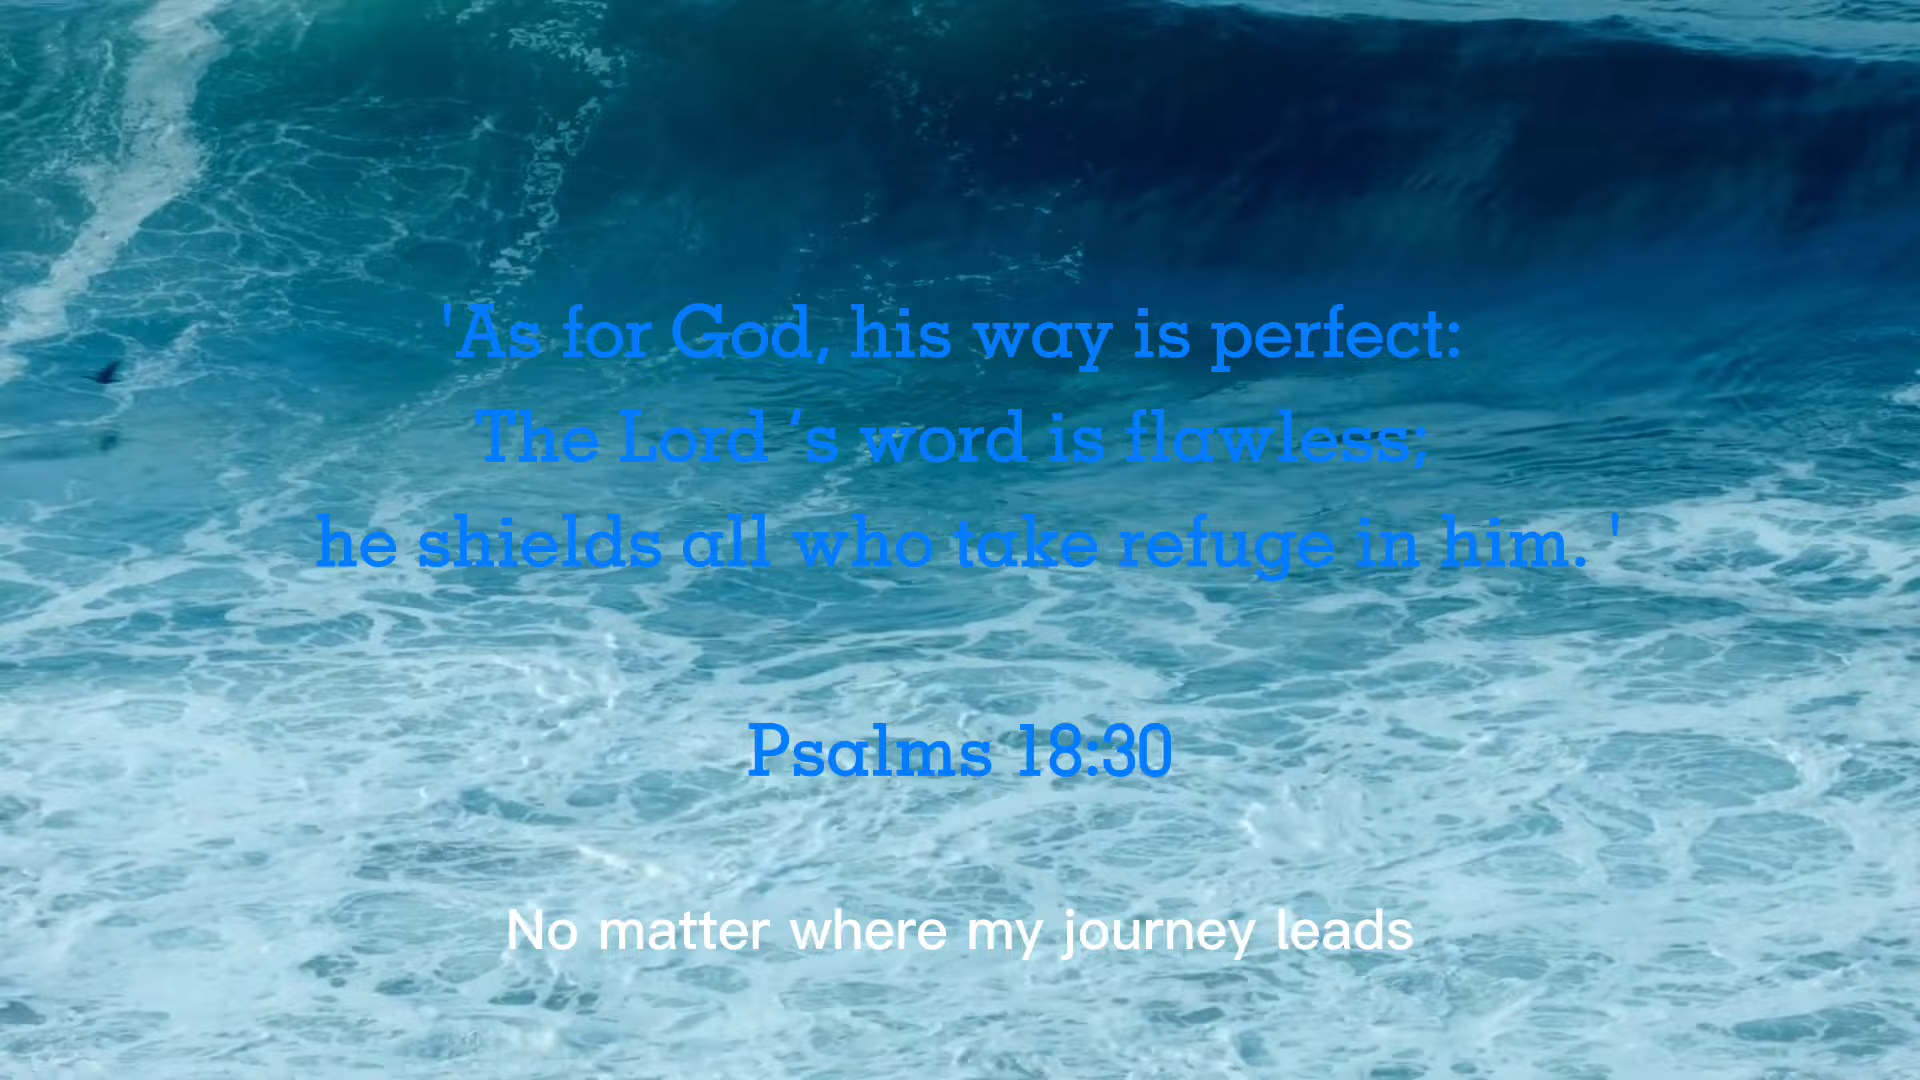 'As for God, his way is perfect:
The Lord ‘s word is flawless;
he shields all who take refuge in him. '
Psalms 18:30
No matter where my journey leads